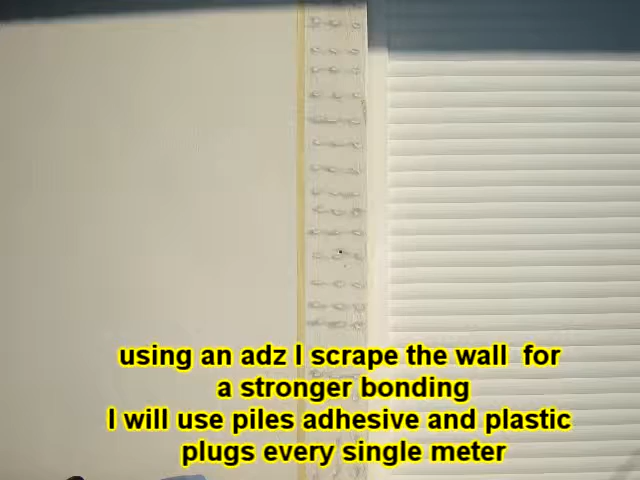 using an adz I scrape the wall for
a stronger bonding
I will use piles adhesive and plastic
plugs every single meter